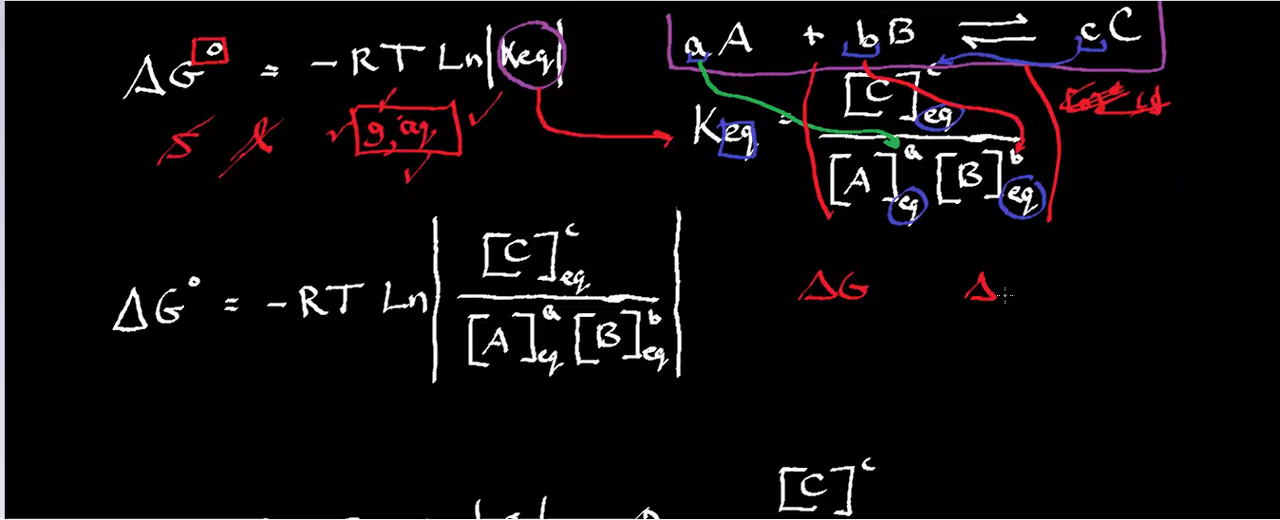 ΔG° = -RT Ln|Keq|
aA + bB ⇌ cC
s l g, aq
Keq = [C]^c_eq / [A]^a_eq [B]^b_eq
ΔG° = -RT Ln|[C]^c_eq / [A]^a_eq [B]^b_eq|
ΔG Δ
[C]^c